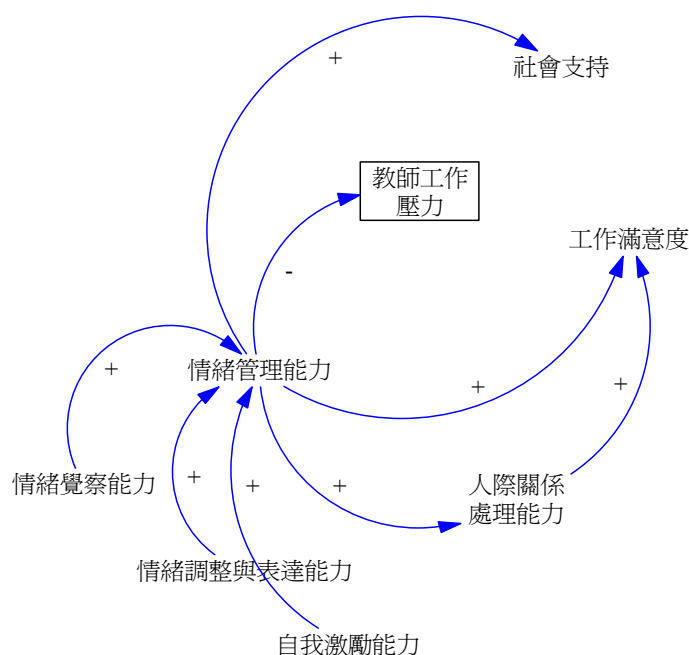 +
社會支持
教師工作
壓力
工作滿意度
-
+
情緒管理能力
+
+
情緒覺察能力
+
+
+
人際關係
處理能力
情緒調整與表達能力
自我激勵能力